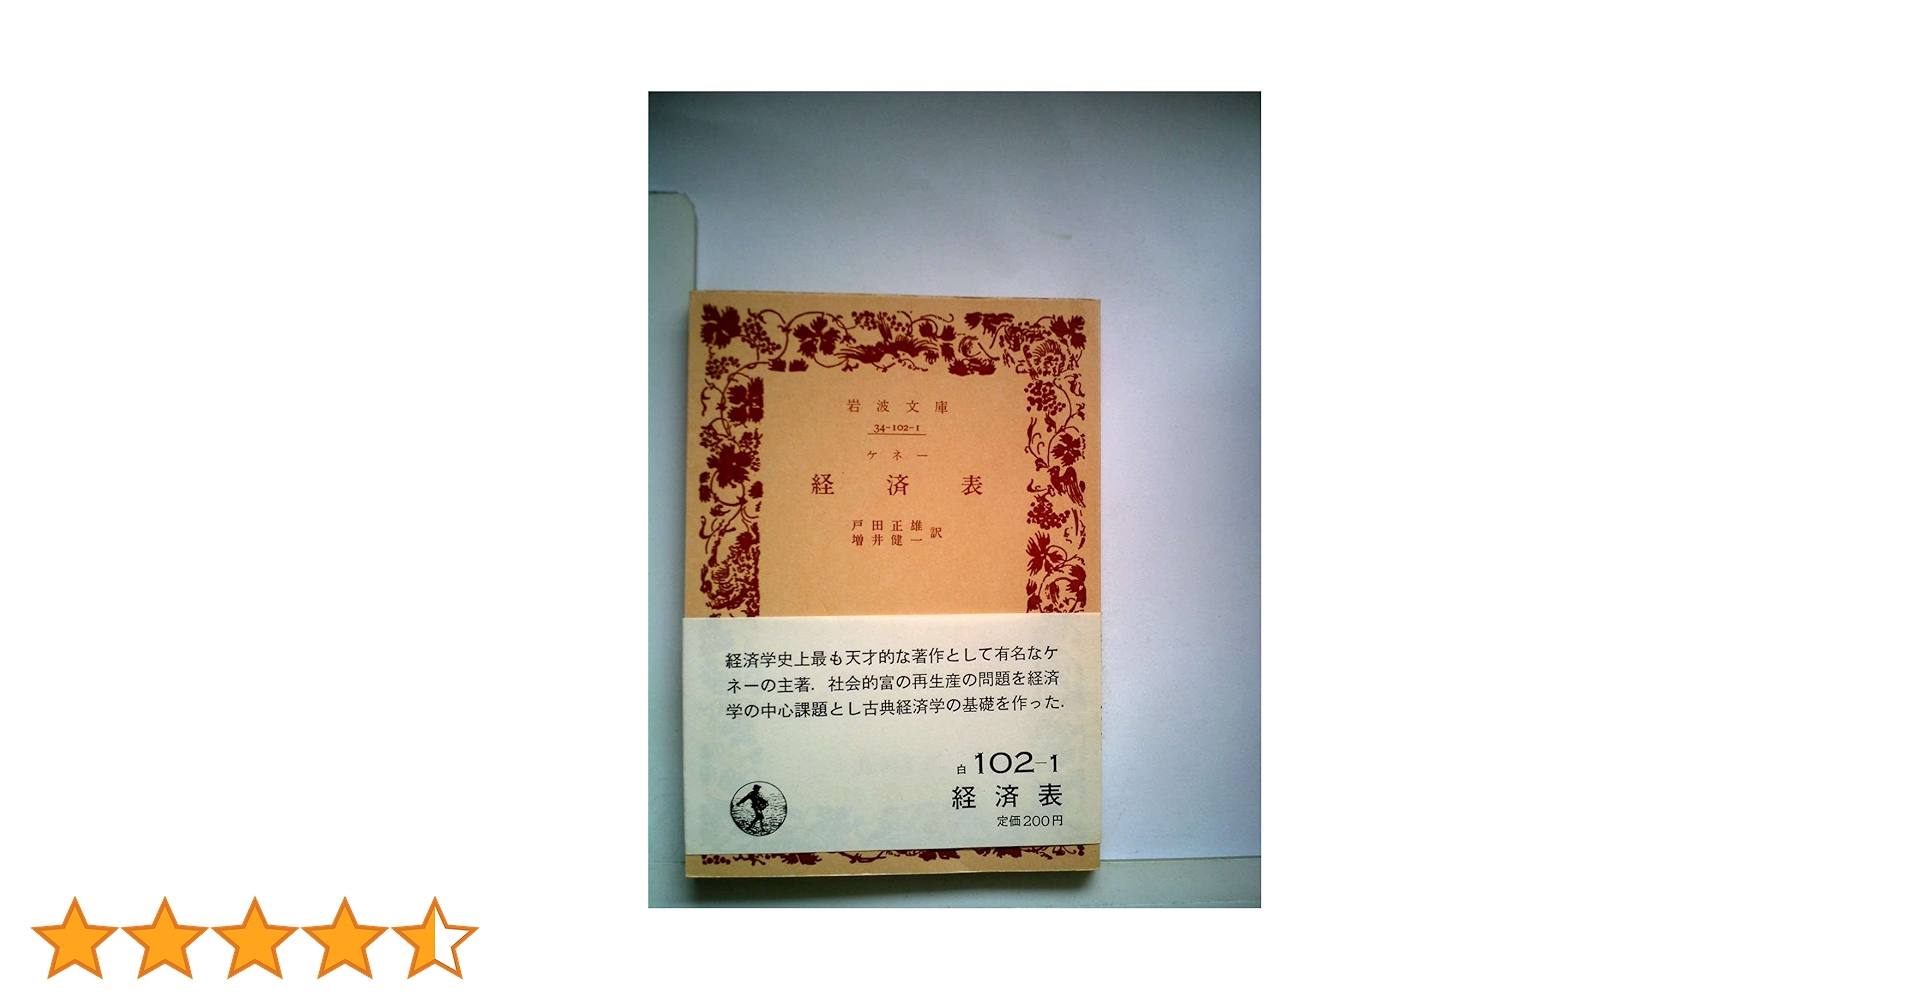 岩波文庫
34-102-1
ケネー
経済表
戸田正雄
増井健一 訳
経済学史上最も天才的な著作として有名なケ
ネーの主著. 社会的富の再生産の問題を経済
学の中心課題とし古典経済学の基礎を作った.
白 102-1
経済表
定価200円